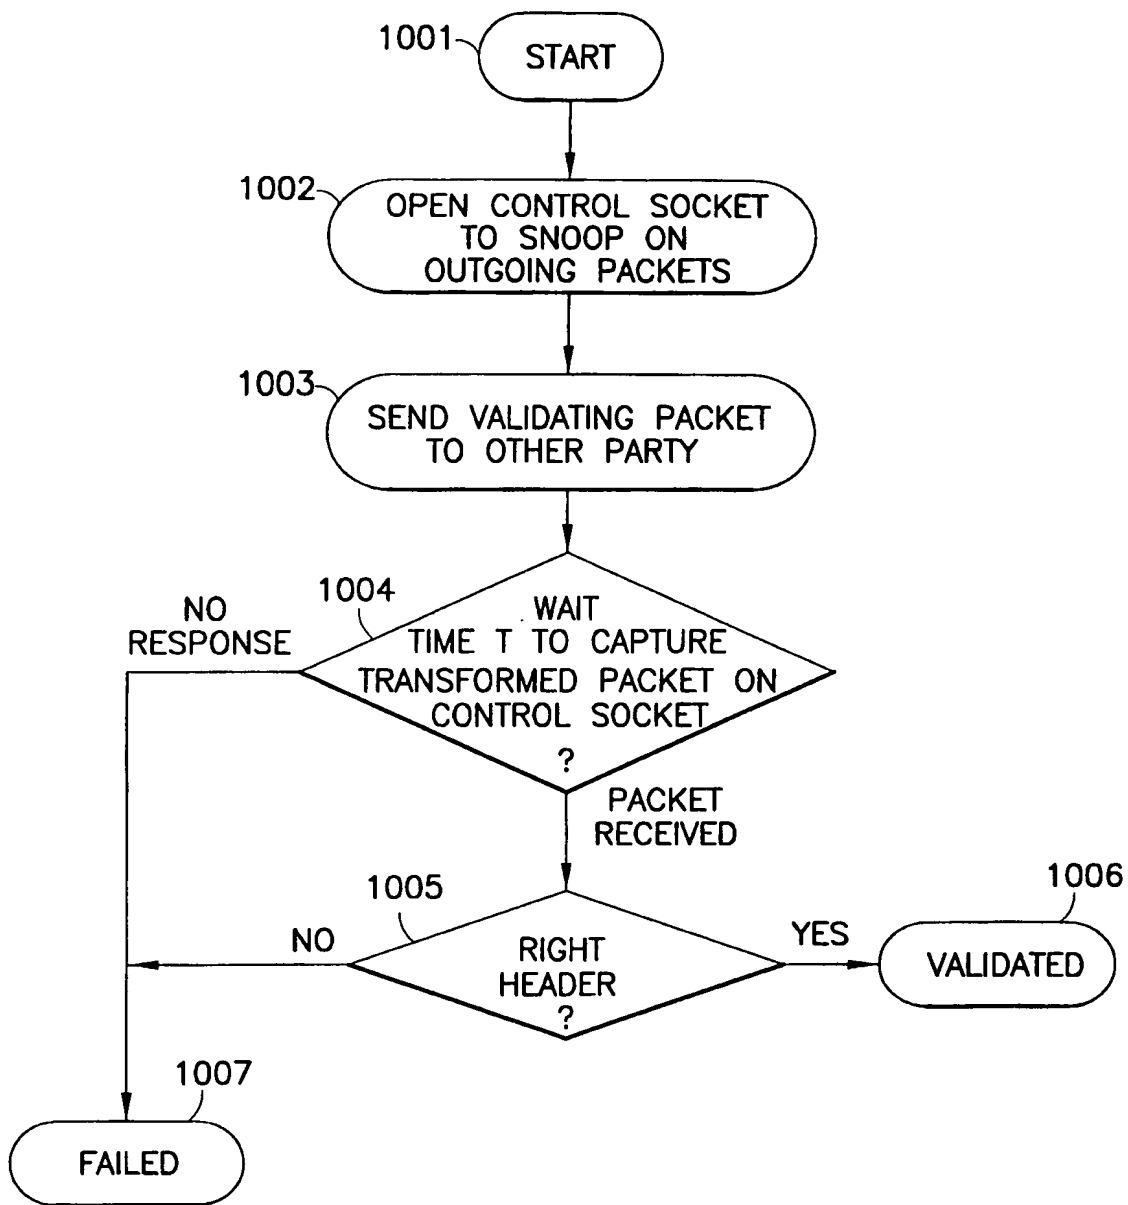 1001
START
1002
OPEN CONTROL SOCKET
TO SNOOP ON
OUTGOING PACKETS
1003
SEND VALIDATING PACKET
TO OTHER PARTY
1004
NO
RESPONSE
WAIT
TIME T TO CAPTURE
TRANSFORMED PACKET ON
CONTROL SOCKET
?
PACKET
RECEIVED
1005
NO
RIGHT
HEADER
?
YES
1006
VALIDATED
1007
FAILED